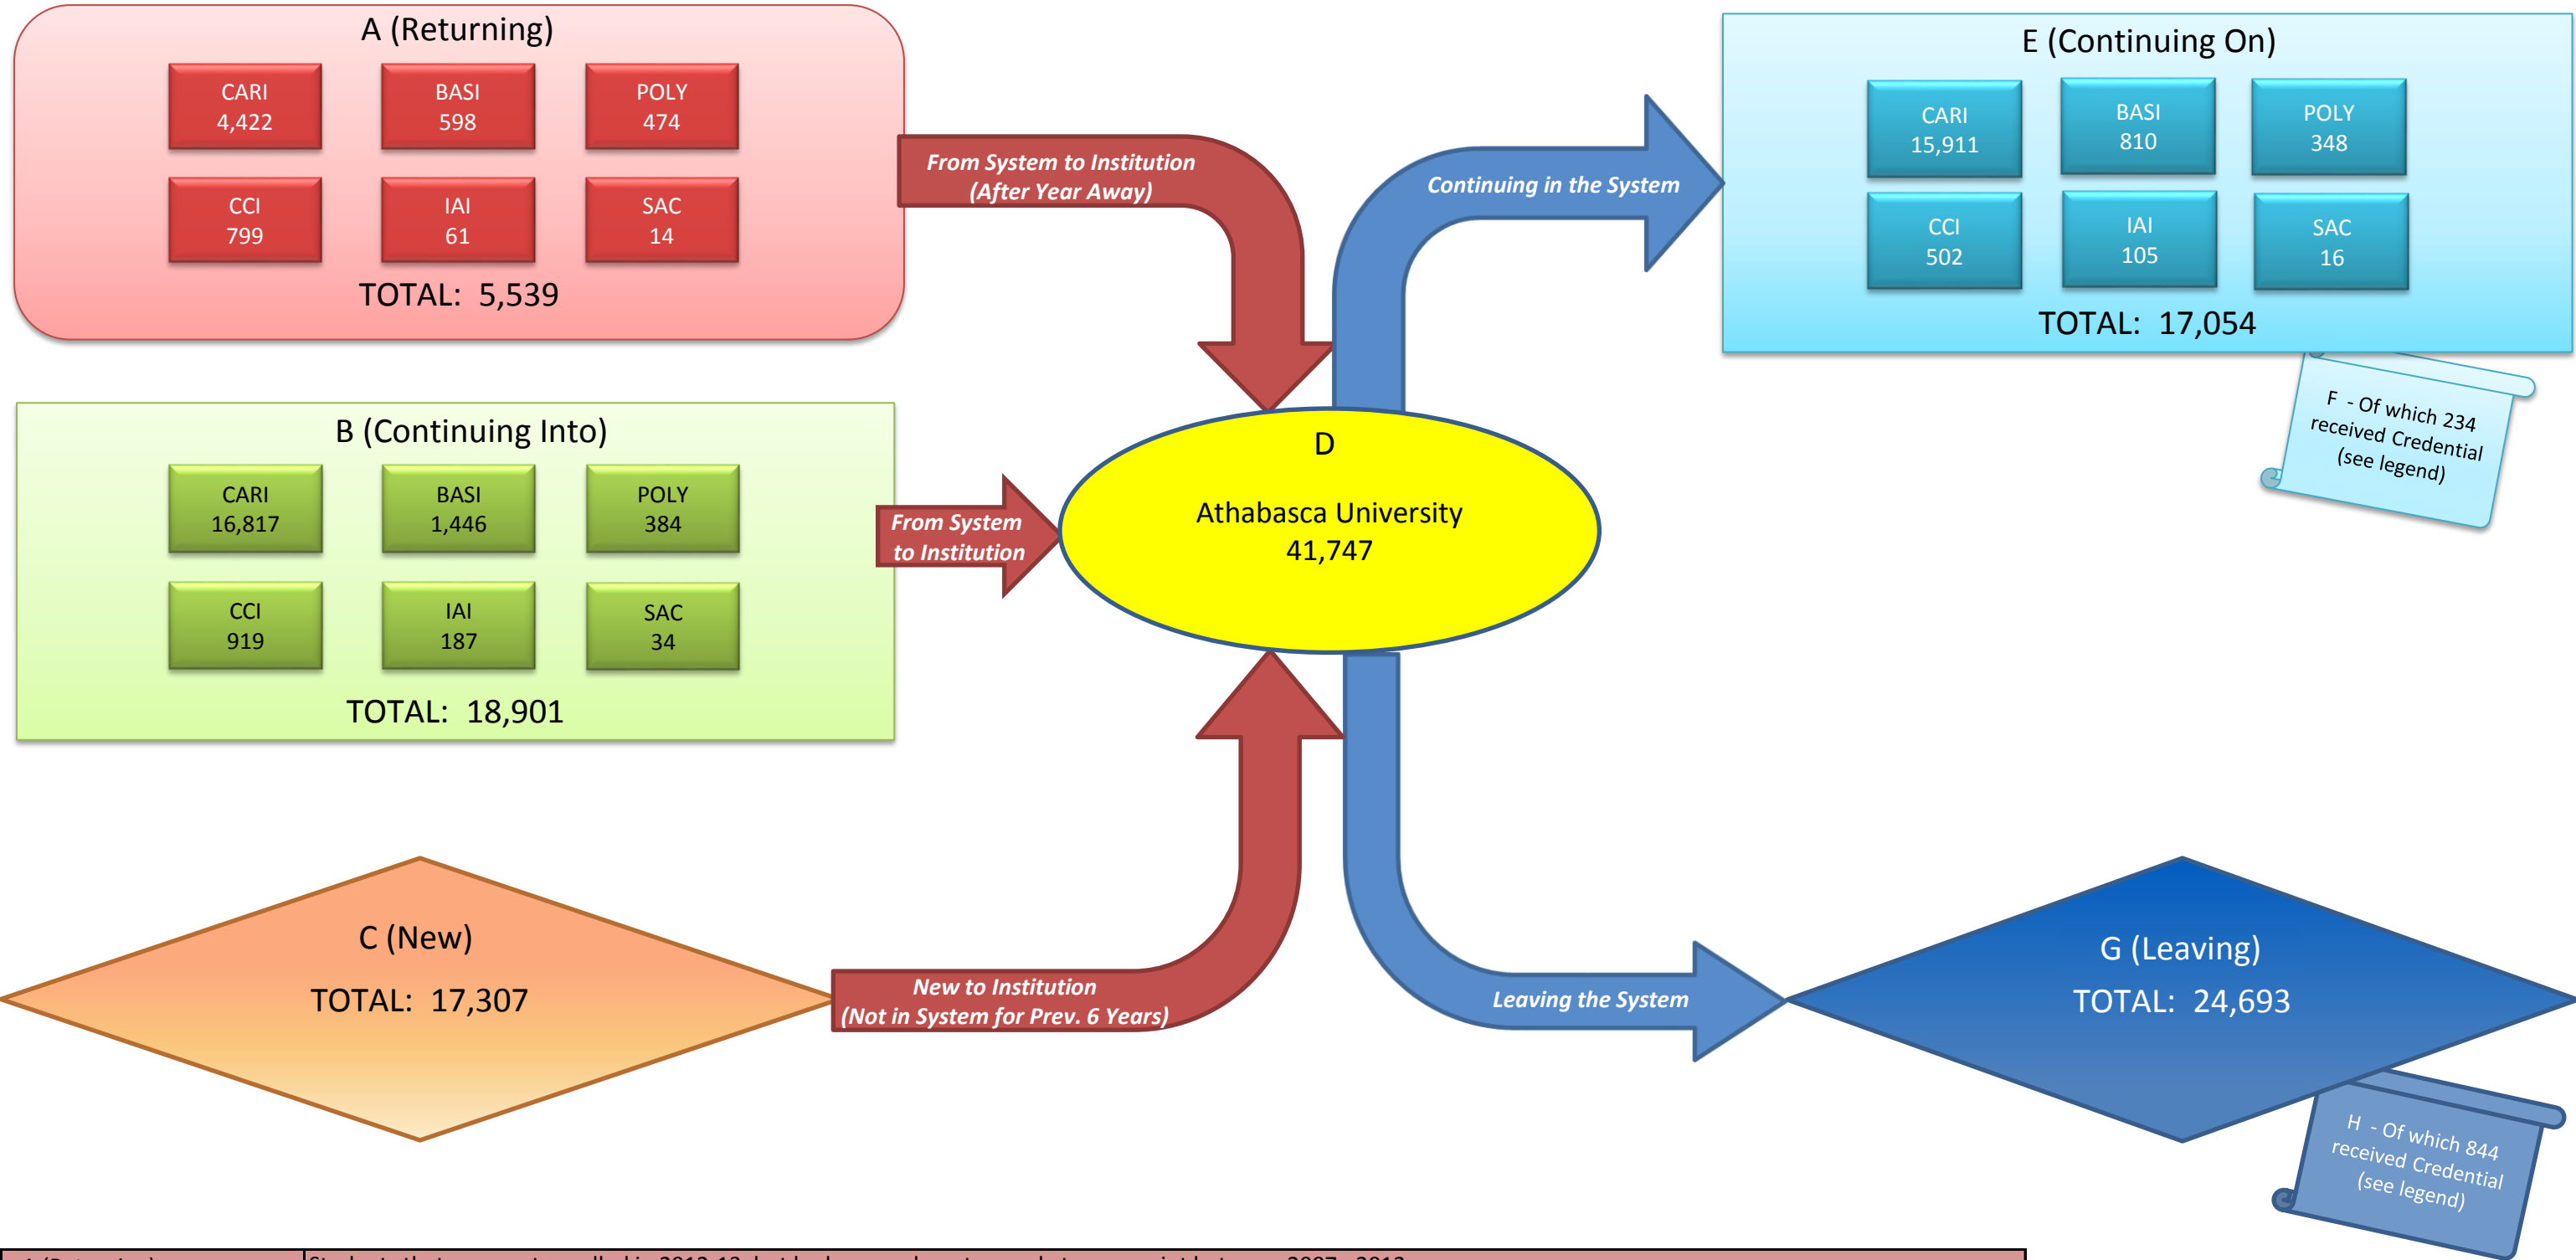 A (Returning)
CARI
4,422
BASI
598
POLY
474
CCI
799
IAI
61
SAC
14
TOTAL: 5,539
From System to Institution
(After Year Away)
Continuing in the System
E (Continuing On)
CARI
15,911
BASI
810
POLY
348
CCI
502
IAI
105
SAC
16
TOTAL: 17,054
F - Of which 234
received Credential
(see legend)
B (Continuing Into)
CARI
16,817
BASI
1,446
POLY
384
CCI
919
IAI
187
SAC
34
TOTAL: 18,901
From System
to Institution
D
Athabasca University
41,747
C (New)
TOTAL: 17,307
New to Institution
(Not in System for Prev. 6 Years)
Leaving the System
G (Leaving)
TOTAL: 24,693
H - Of which 844
received Credential
(see legend)